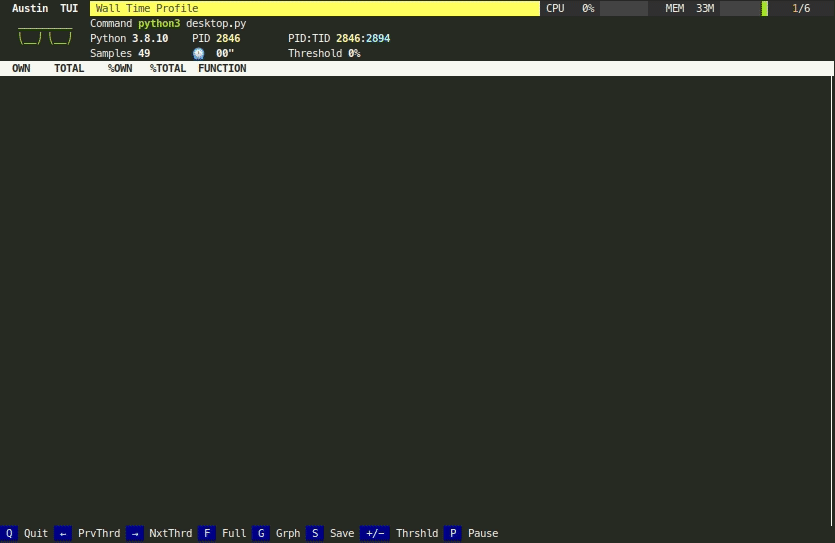 Austin TUI Wall Time Profile CPU 0% MEM 33M 1/6
Command python3 desktop.py
Python 3.8.10 PID 2846 PID:TID 2846:2894
Samples 49 00" Threshold 0%
OWN TOTAL %OWN %TOTAL FUNCTION
Q Quit ← PrvThrd → NxtThrd F Full G Grph S Save +/− Thrshld P Pause